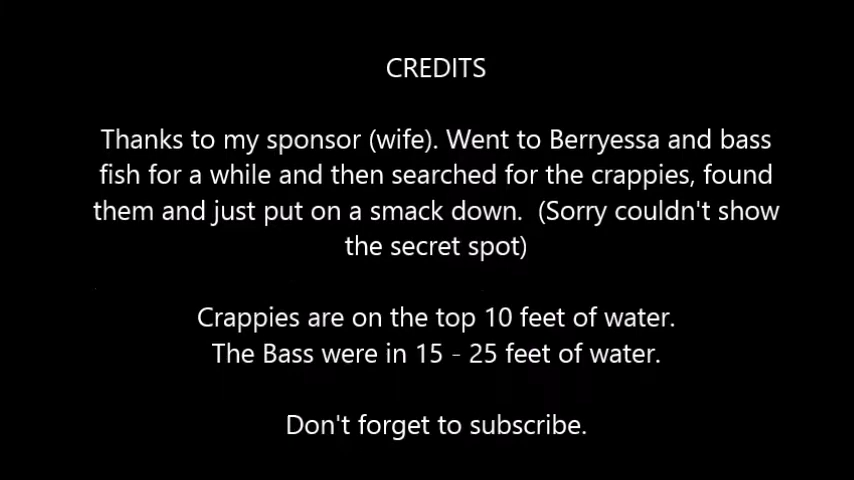 CREDITS
Thanks to my sponsor (wife). Went to Berryessa and bass
fish for a while and then searched for the crappies, found
them and just put on a smack down.  (Sorry couldn't show
the secret spot)
Crappies are on the top 10 feet of water.
The Bass were in 15 - 25 feet of water.
Don't forget to subscribe.